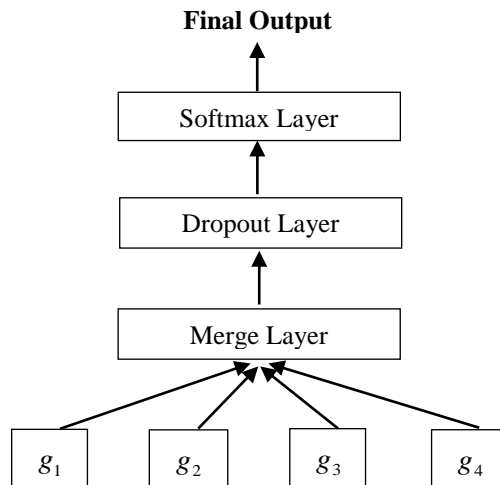 Final Output
Softmax Layer
Dropout Layer
Merge Layer
g₁ g₂ g₃ g₄